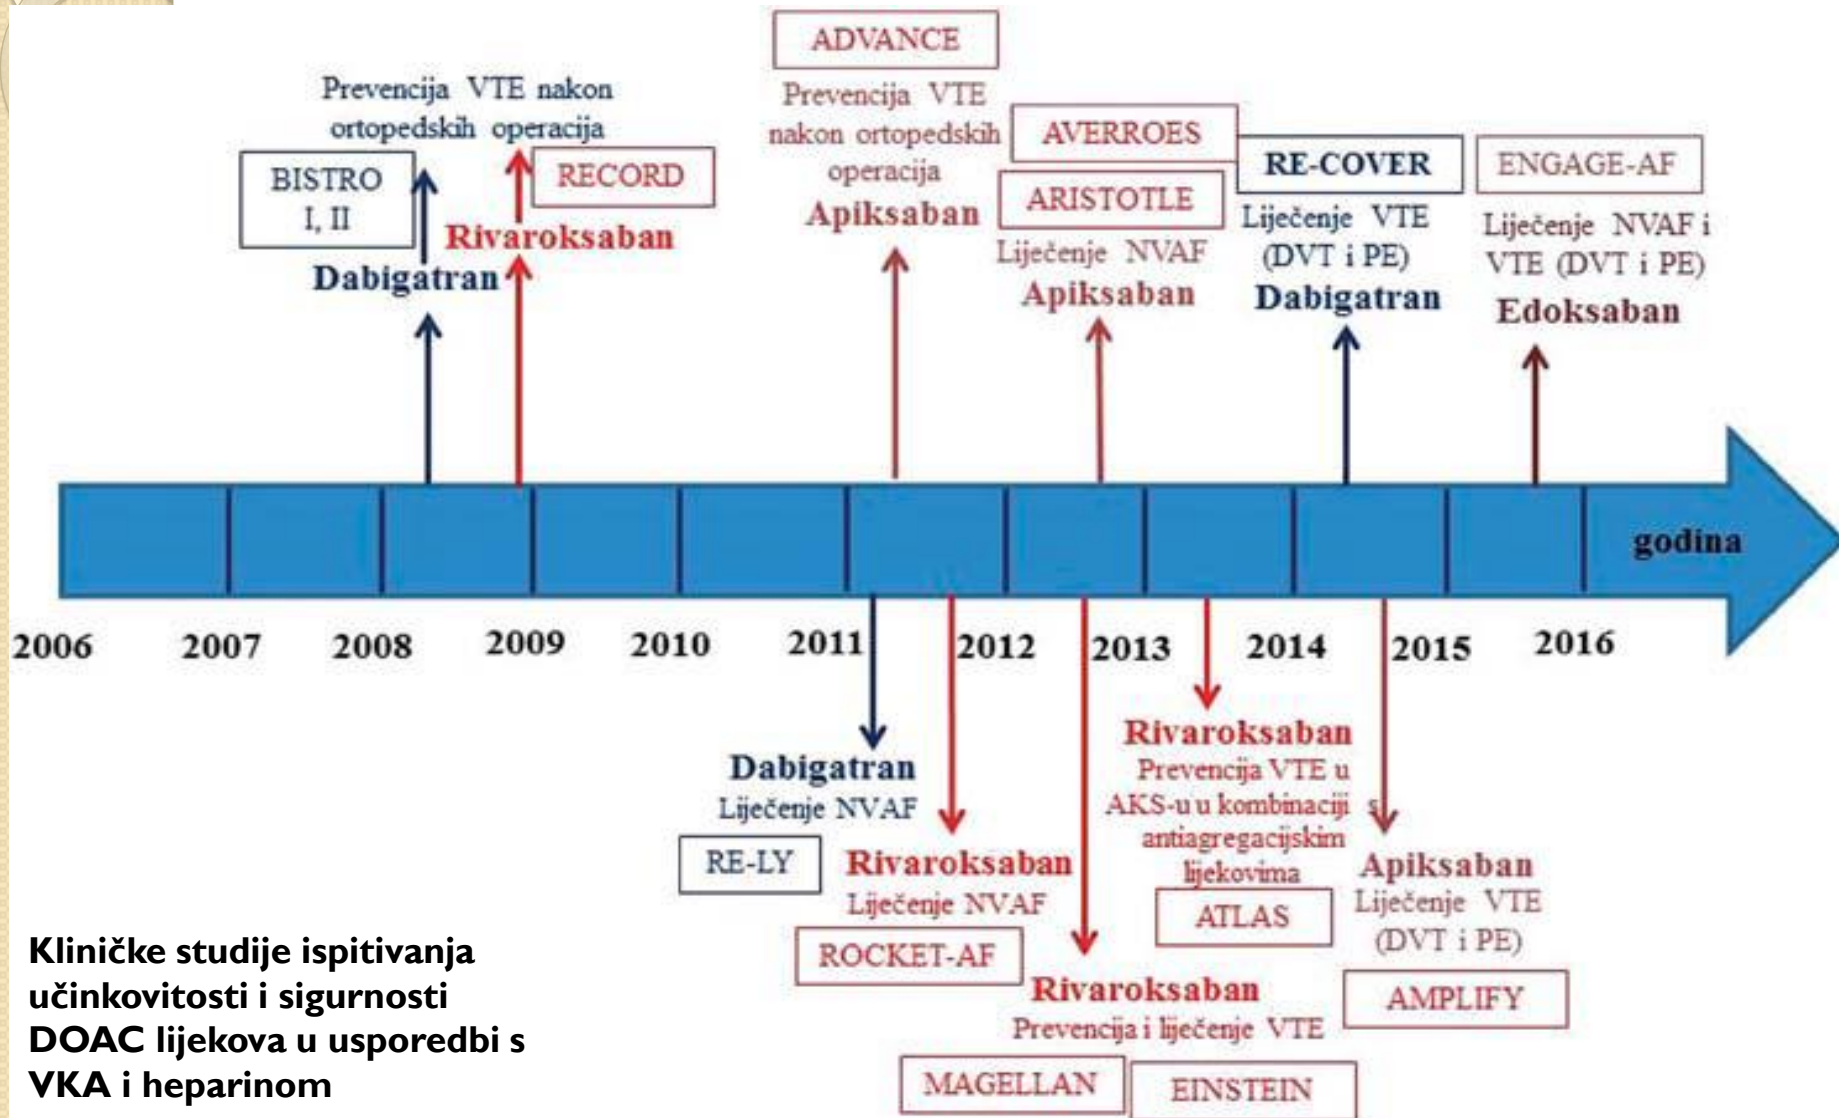 Prevencija VTE nakon
ortopedskih operacija
BISTRO
I, II
RECORD
Rivaroksaban
Dabigatran
ADVANCE
Prevencija VTE
nakon ortopedskih
operacija
Apiksaban
AVERROES
ARISTOTLE
Liječenje NVAF
Apiksaban
RE-COVER
Liječenje VTE
(DVT i PE)
Dabigatran
ENGAGE-AF
Liječenje NVAF i
VTE (DVT i PE)
Edoksaban
godina
2006 2007 2008 2009 2010 2011 2012 2013 2014 2015 2016
Dabigatran
Liječenje NVAF
RE-LY
Rivaroksaban
Liječenje NVAF
ROCKET-AF
Rivaroksaban
Prevencija i liječenje VTE
MAGELLAN
EINSTEIN
Rivaroksaban
Prevencija VTE u
AKS-u u kombinaciji s
antiagregacijskim
lijekovima
ATLAS
Apiksaban
Liječenje VTE
(DVT i PE)
AMPLIFY
Kliničke studije ispitivanja
učinkovitosti i sigurnosti
DOAC lijekova u usporedbi s
VKA i heparinom